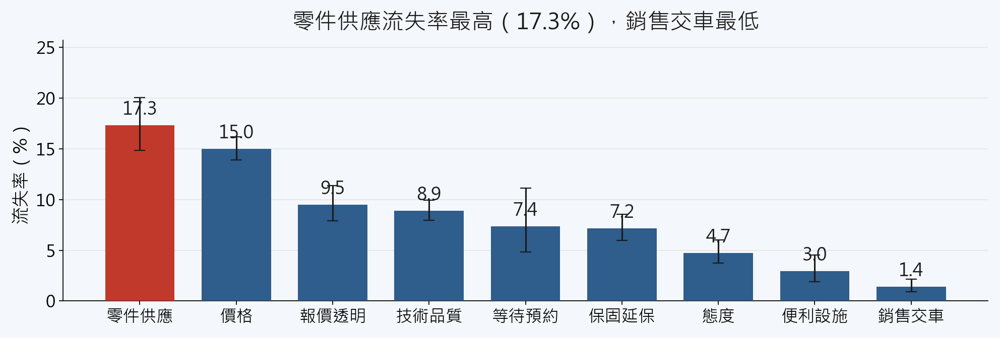 零件供應流失率最高（17.3%），銷售交車最低
流失率（%）
25
20
15
10
5
0
17.3
15.0
9.5
8.9
7.4
7.2
4.7
3.0
1.4
零件供應
價格
報價透明
技術品質
等待預約
保固延保
態度
便利設施
銷售交車